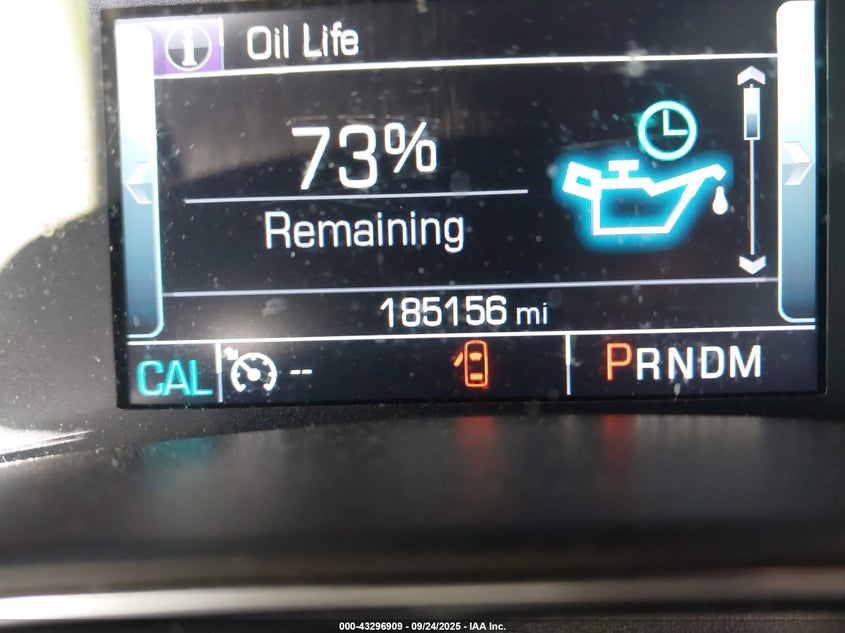 i Oil Life
73%
Remaining
185156 mi
CAL -- PRNDM
000-43296909 - 09/24/2025 - IAA Inc.